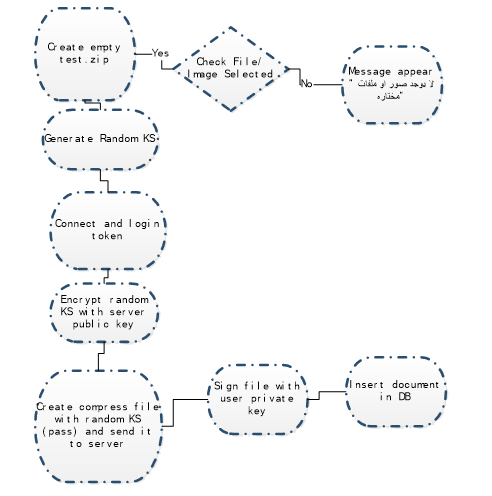 Create empty
test.zip
Yes
Check File/
Image Selected
No
Message appear
" لا يوجد صور او ملفات
مختاره"
Generate Random KS
Connect and login
token
Encrypt random
KS with server
public key
Create compress file
with random KS
(pass) and send it
to server
Sign file with
user private
key
Insert document
in DB